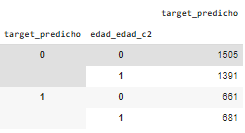 target_predicho
target_predicho edad_edad_c2
0 0 1505
1 1391
1 0 661
1 681